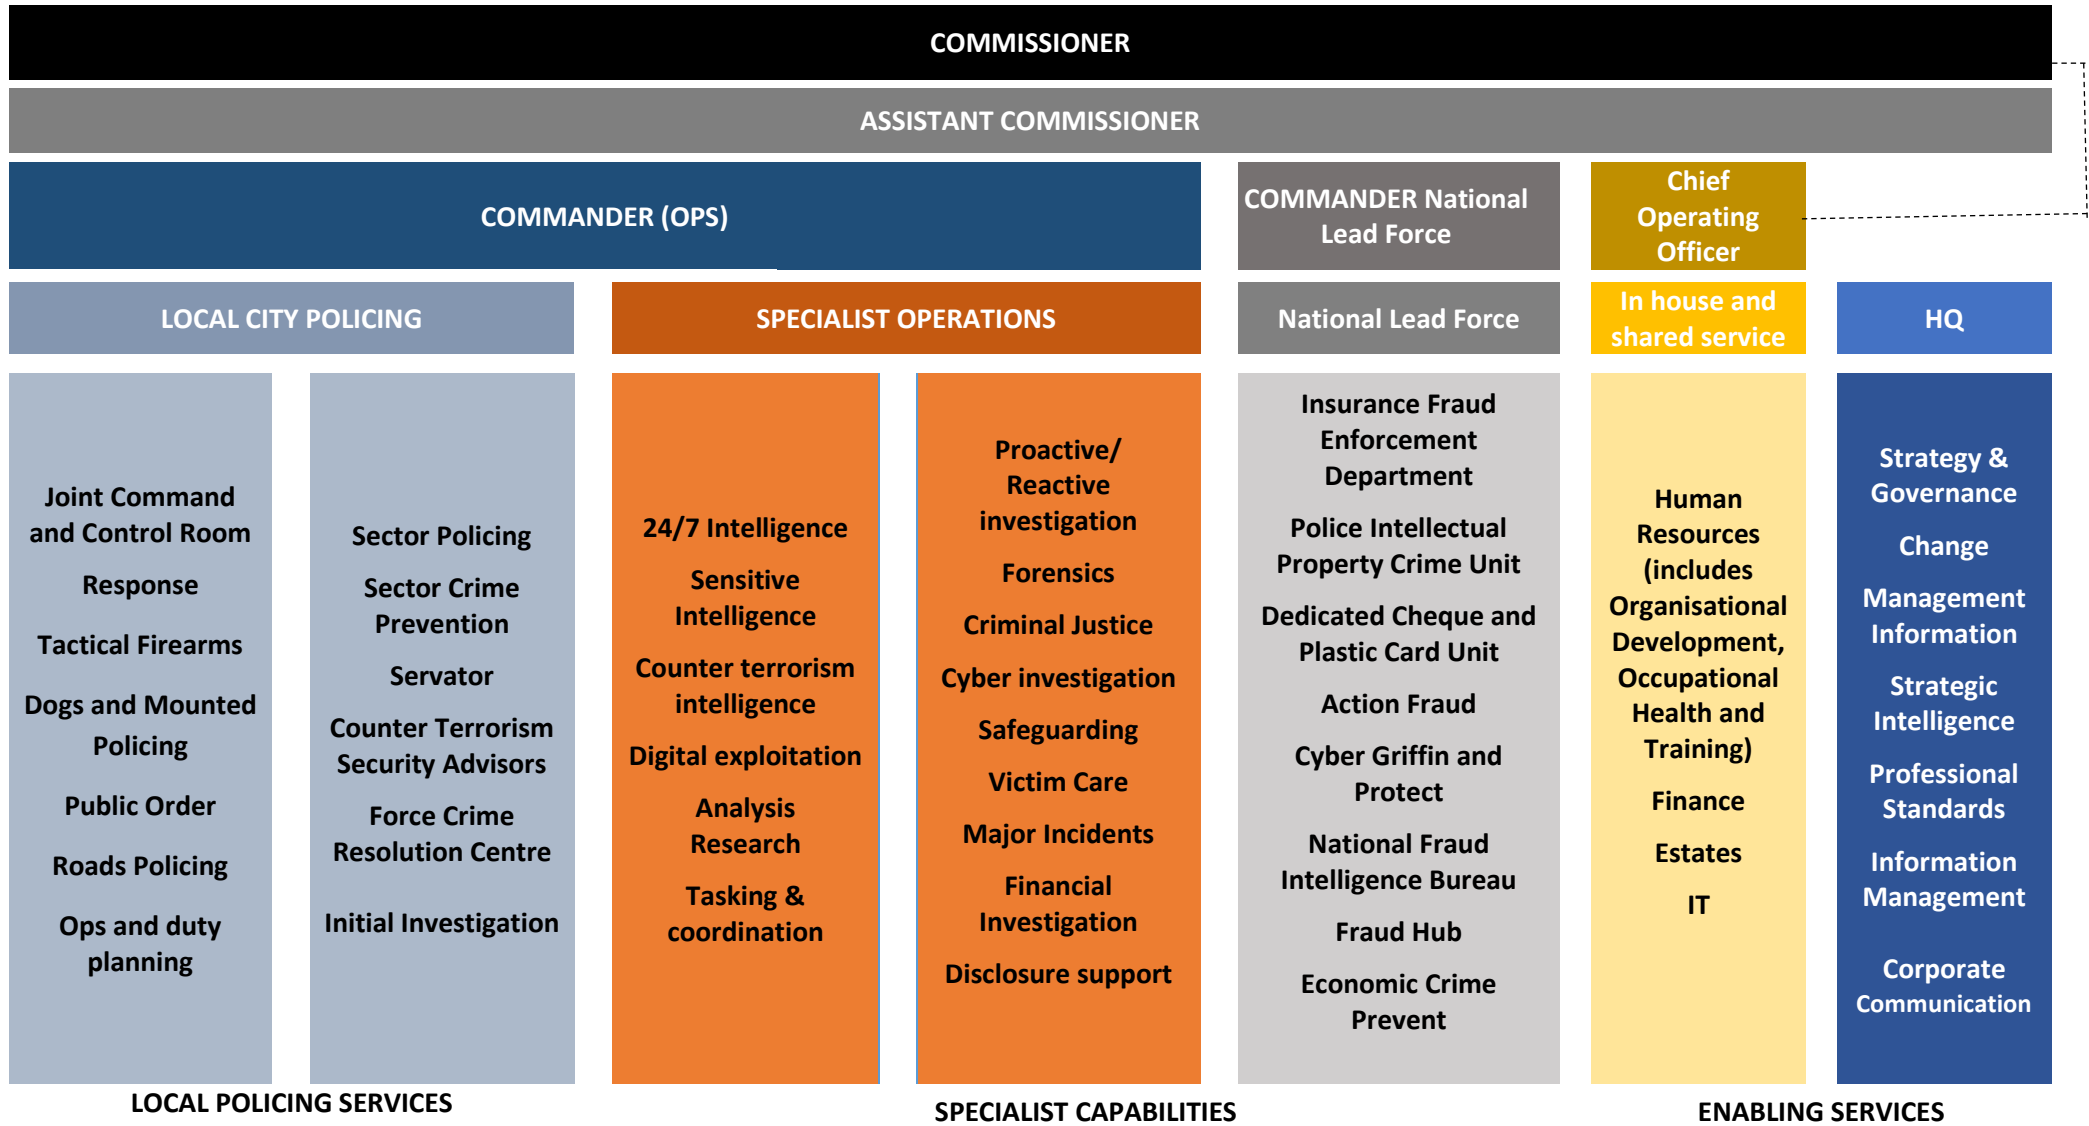 COMMISSIONER
ASSISTANT COMMISSIONER
COMMANDER (OPS)
COMMANDER National
Lead Force
Chief
Operating
Officer
LOCAL CITY POLICING
SPECIALIST OPERATIONS
National Lead Force
In house and
shared service
HQ
Joint Command
and Control Room
Response
Tactical Firearms
Dogs and Mounted
Policing
Public Order
Roads Policing
Ops and duty
planning
Sector Policing
Sector Crime
Prevention
Servator
Counter Terrorism
Security Advisors
Force Crime
Resolution Centre
Initial Investigation
24/7 Intelligence
Sensitive
Intelligence
Counter terrorism
intelligence
Digital exploitation
Analysis
Research
Tasking &
coordination
Proactive/
Reactive
investigation
Forensics
Criminal Justice
Cyber investigation
Safeguarding
Victim Care
Major Incidents
Financial
Investigation
Disclosure support
Insurance Fraud
Enforcement
Department
Police Intellectual
Property Crime Unit
Dedicated Cheque and
Plastic Card Unit
Action Fraud
Cyber Griffin and
Protect
National Fraud
Intelligence Bureau
Fraud Hub
Economic Crime
Prevent
Human
Resources
(includes
Organisational
Development,
Occupational
Health and
Training)
Finance
Estates
IT
Strategy &
Governance
Change
Management
Information
Strategic
Intelligence
Professional
Standards
Information
Management
Corporate
Communication
LOCAL POLICING SERVICES
SPECIALIST CAPABILITIES
ENABLING SERVICES